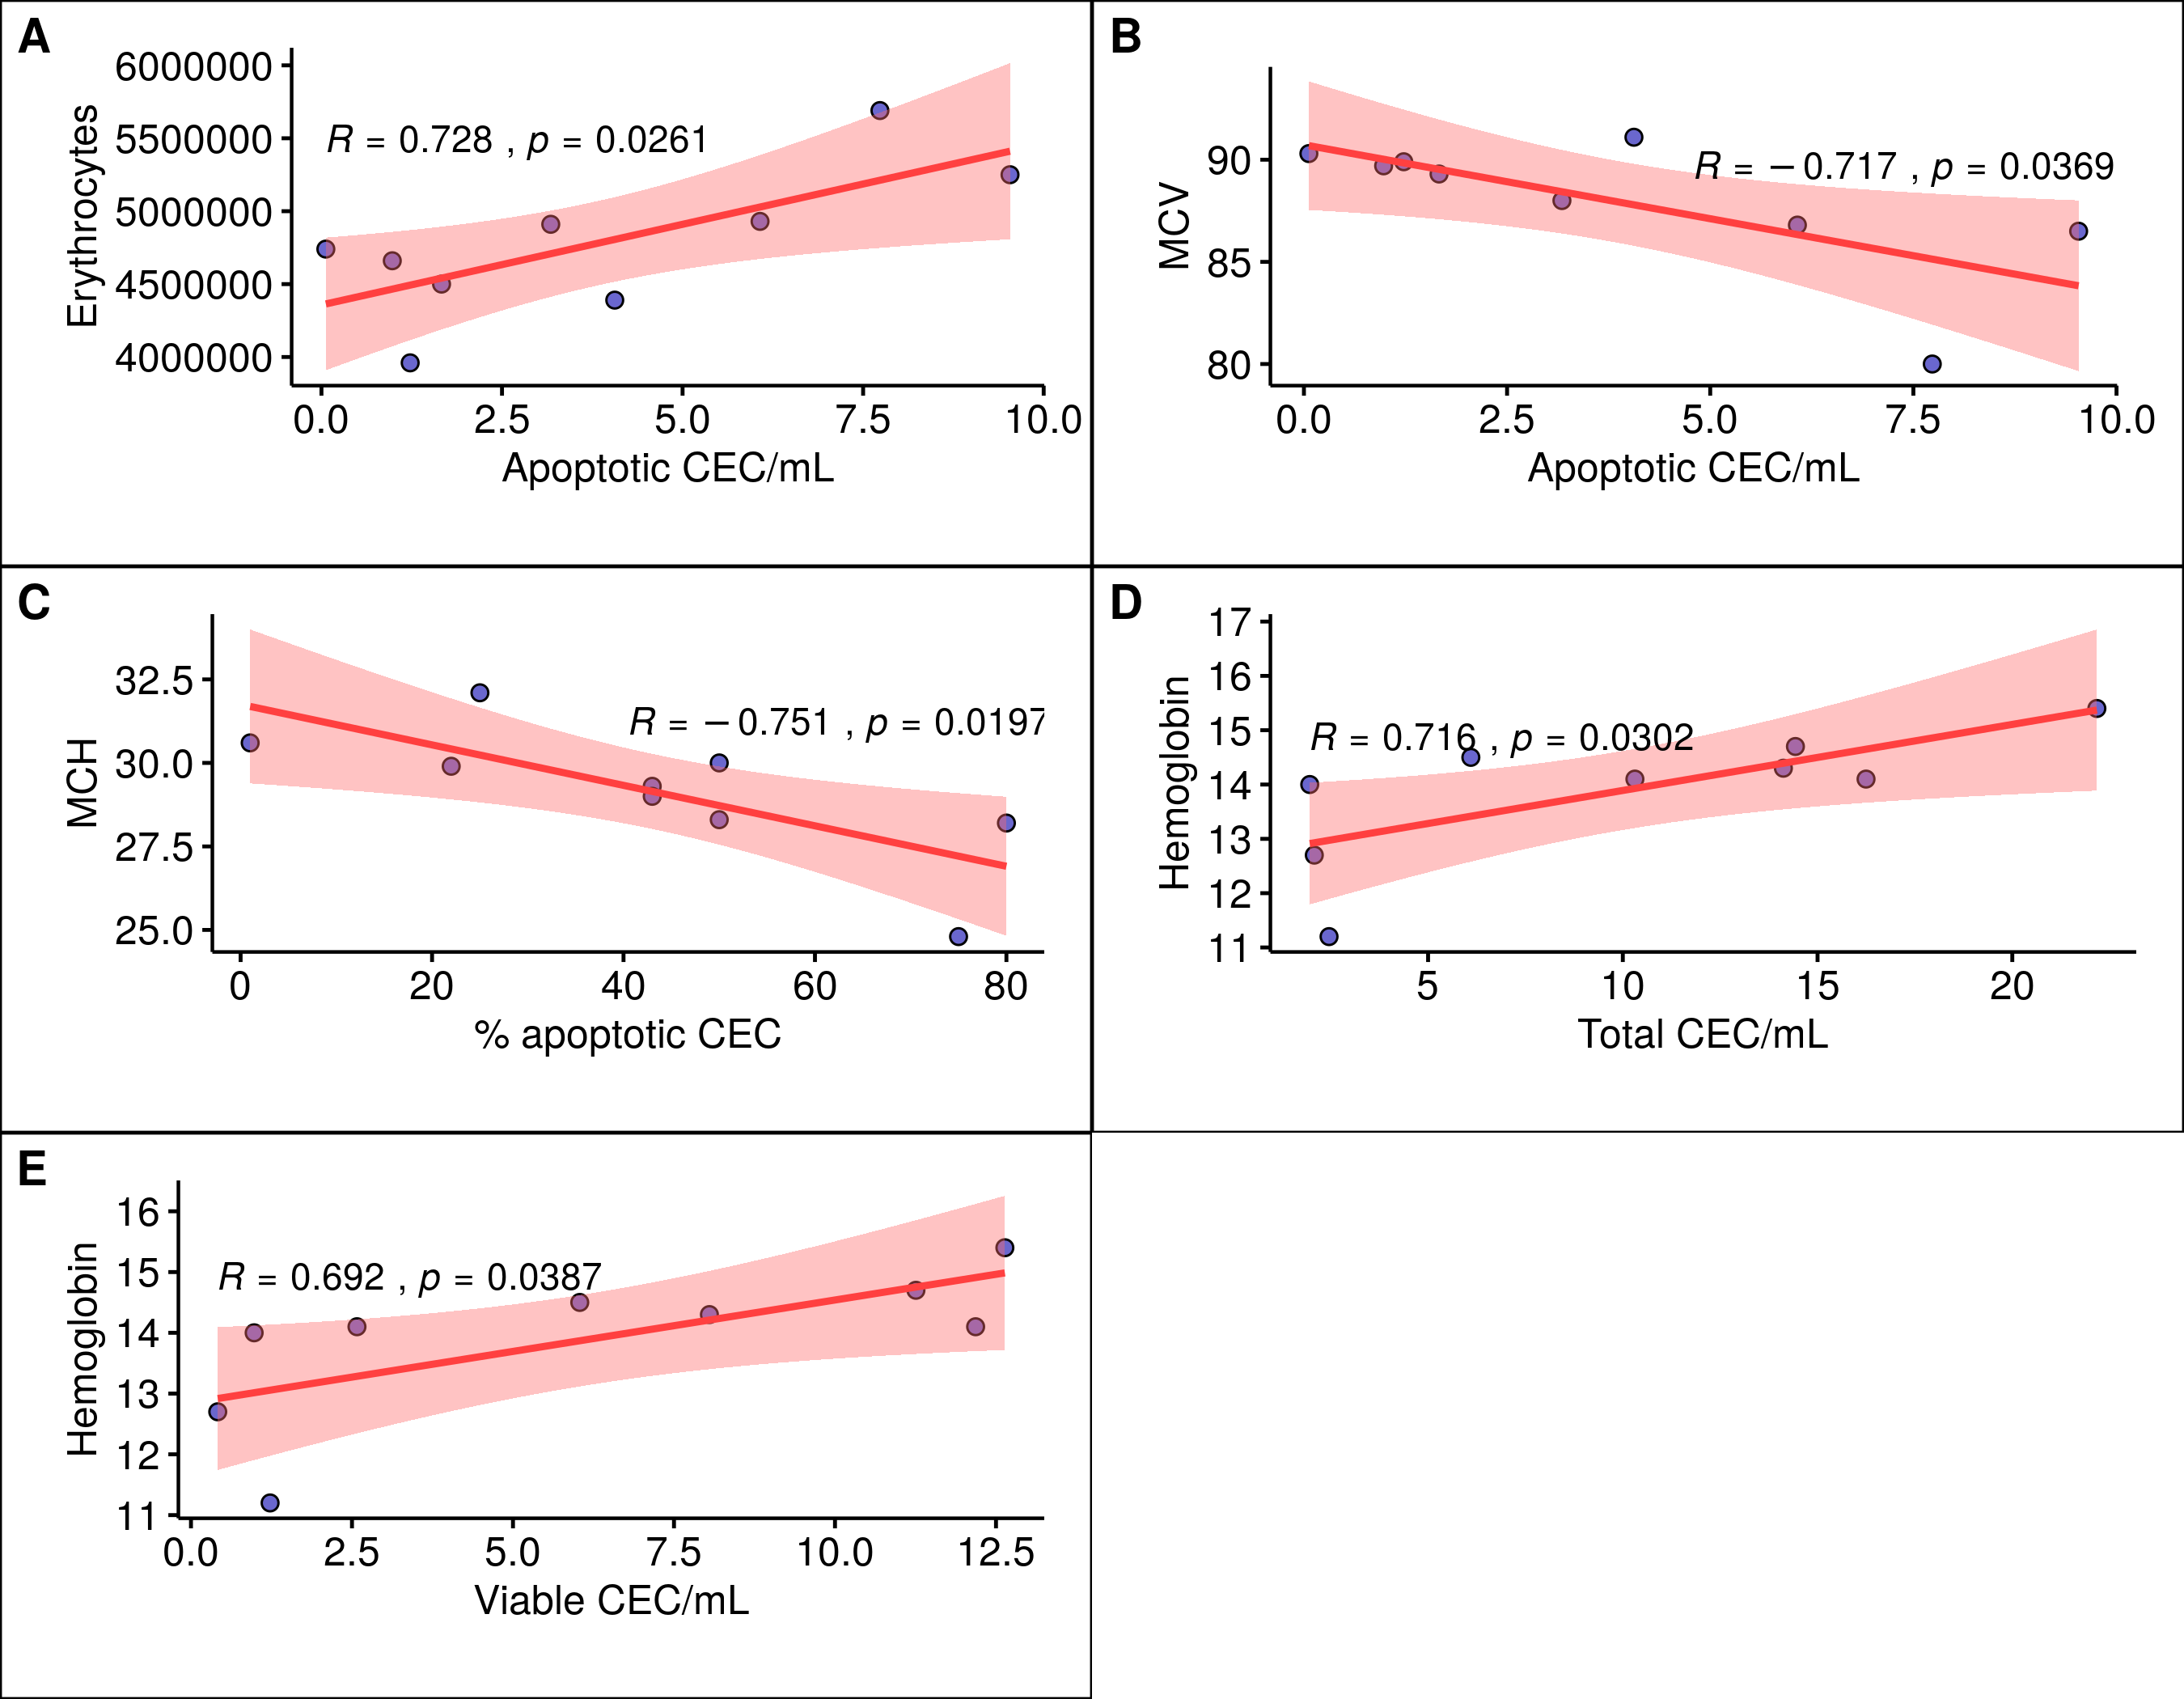 A
6000000
5500000
5000000
4500000
4000000
Erythrocytes
R = 0.728 , p = 0.0261
0.0 2.5 5.0 7.5 10.0
Apoptotic CEC/mL
B
90
85
80
MCV
R = −0.717 , p = 0.0369
0.0 2.5 5.0 7.5 10.0
Apoptotic CEC/mL
C
32.5
30.0
27.5
25.0
MCH
R = −0.751 , p = 0.0197
0 20 40 60 80
% apoptotic CEC
D
17
16
15
14
13
12
11
Hemoglobin
R = 0.716 , p = 0.0302
5 10 15 20
Total CEC/mL
E
16
15
14
13
12
11
Hemoglobin
R = 0.692 , p = 0.0387
0.0 2.5 5.0 7.5 10.0 12.5
Viable CEC/mL